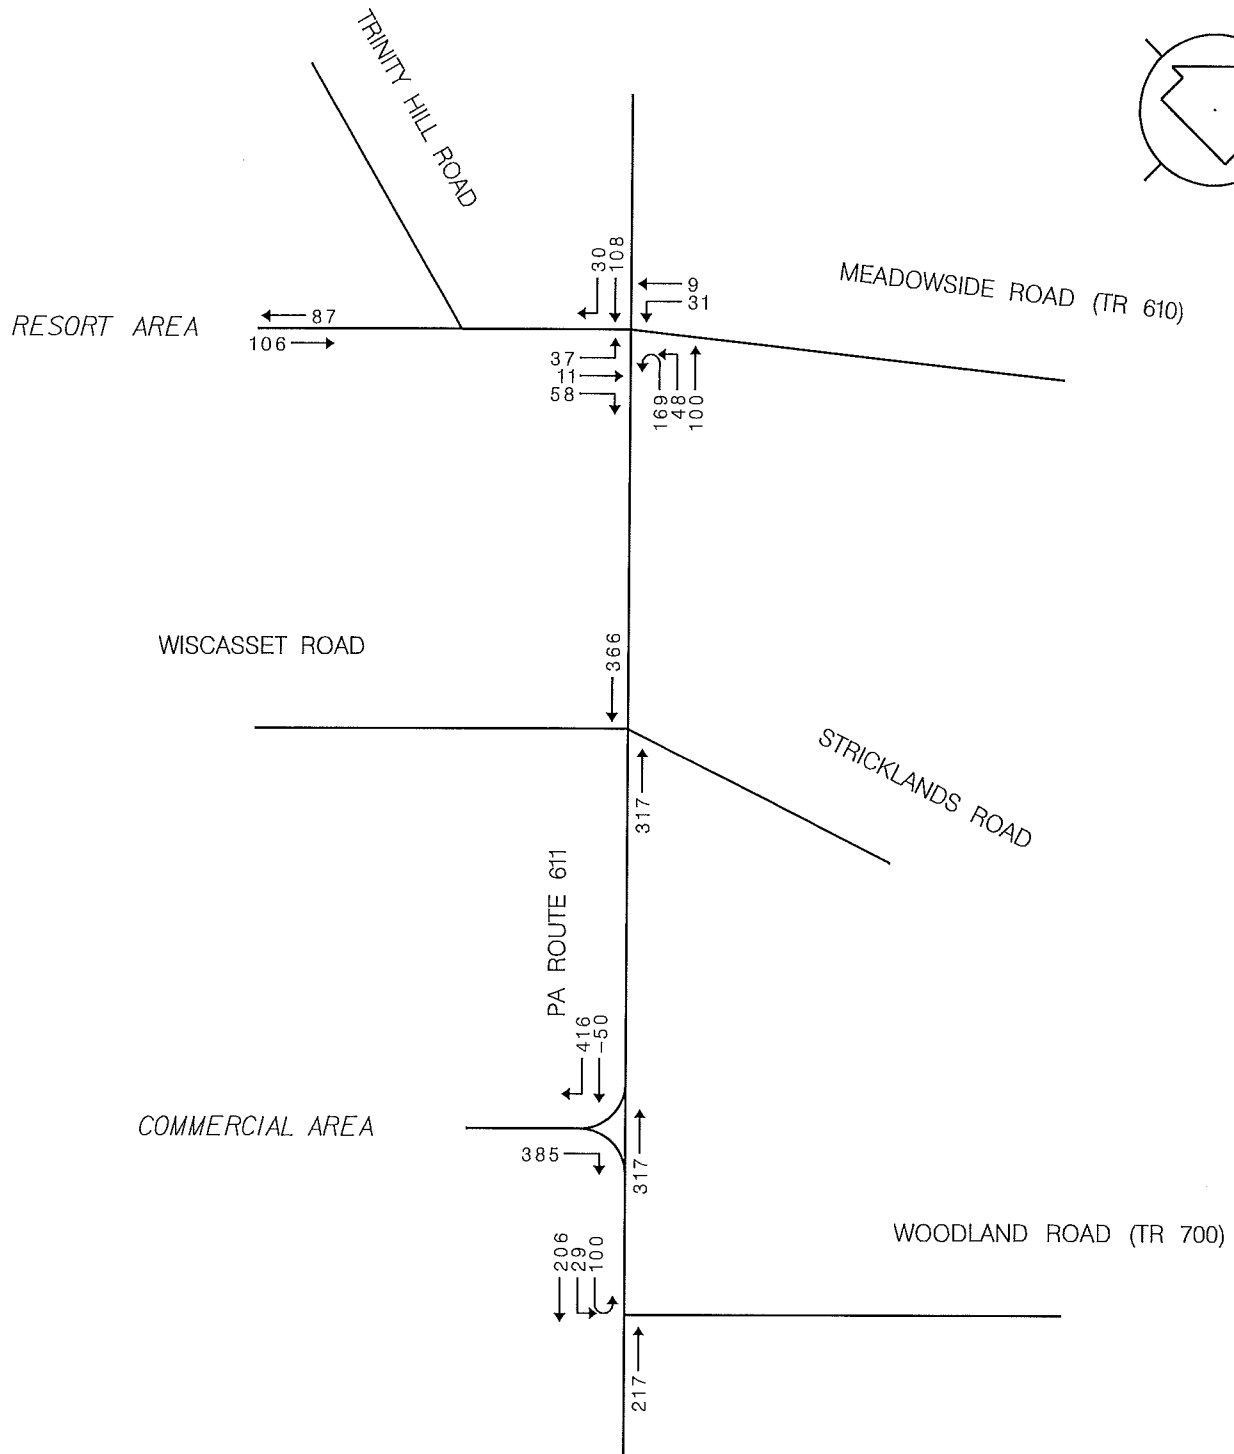 TRINITY HILL ROAD
30
108
9
31
MEADOWSIDE ROAD (TR 610)
RESORT AREA
87
106
37
11
58
169
48
100
WISCASSET ROAD
366
STRICKLANDS ROAD
317
PA ROUTE 611
416
-50
COMMERCIAL AREA
385
317
206
29
100
WOODLAND ROAD (TR 700)
217